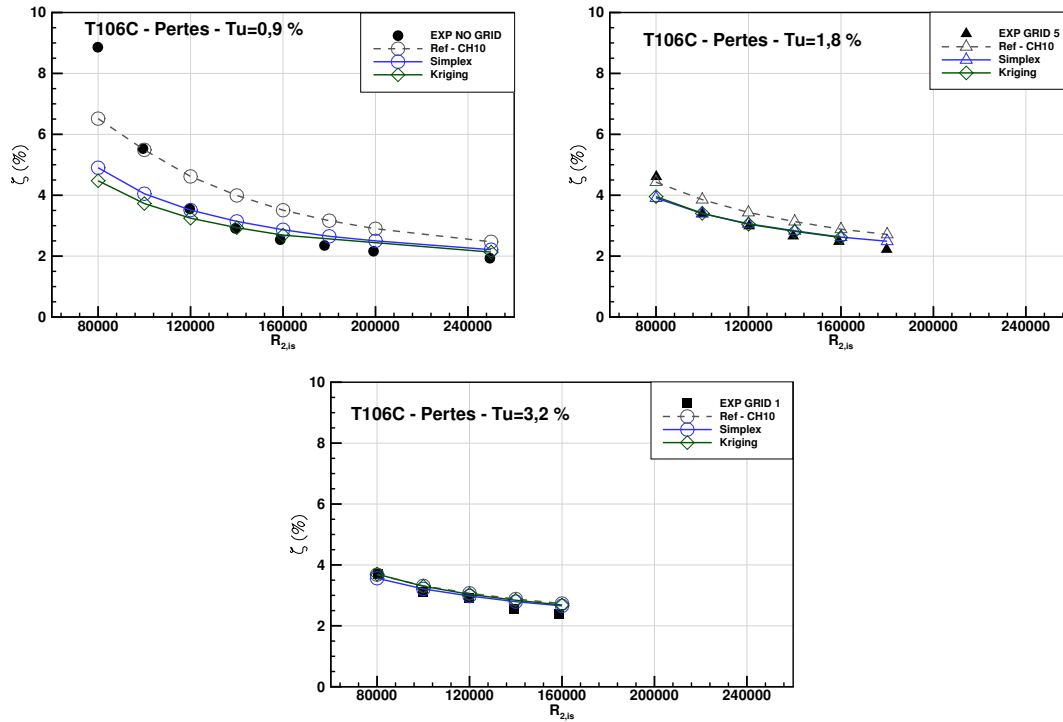 T106C - Pertes - Tu=0,9 %
EXP NO GRID
Ref - CH10
Simplex
Kriging
ζ (%)
10
8
6
4
2
0
80000 120000 160000 200000 240000
R2,is
T106C - Pertes - Tu=1,8 %
EXP GRID 5
Ref - CH10
Simplex
Kriging
ζ (%)
10
8
6
4
2
0
80000 120000 160000 200000 240000
R2,is
T106C - Pertes - Tu=3,2 %
EXP GRID 1
Ref - CH10
Simplex
Kriging
ζ (%)
10
8
6
4
2
0
80000 120000 160000 200000 240000
R2,is